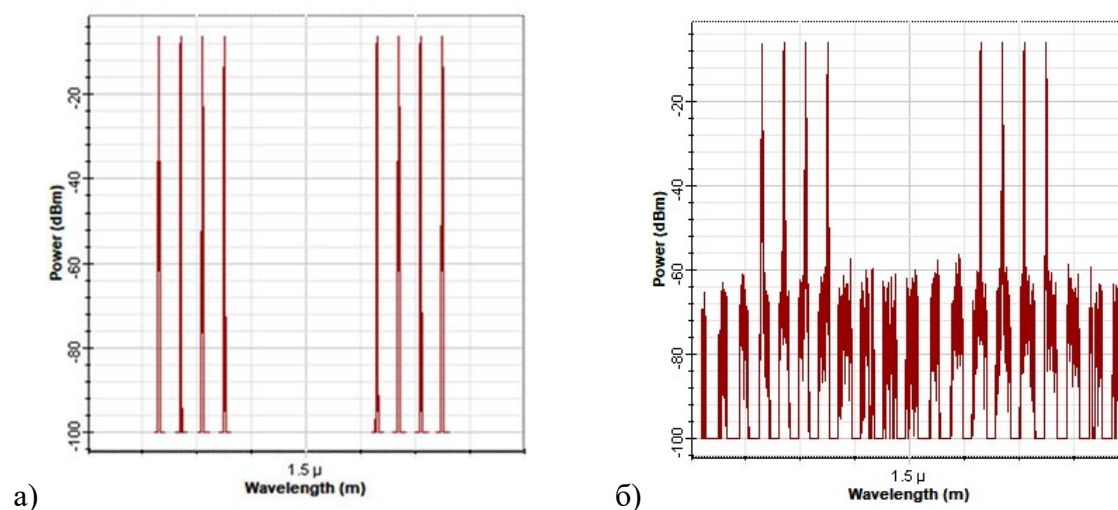 -20
-40
-60
-80
-100
Power (dBm)
1.5 µ
Wavelength (m)
а)
-20
-40
-60
-80
-100
Power (dBm)
1.5 µ
Wavelength (m)
б)